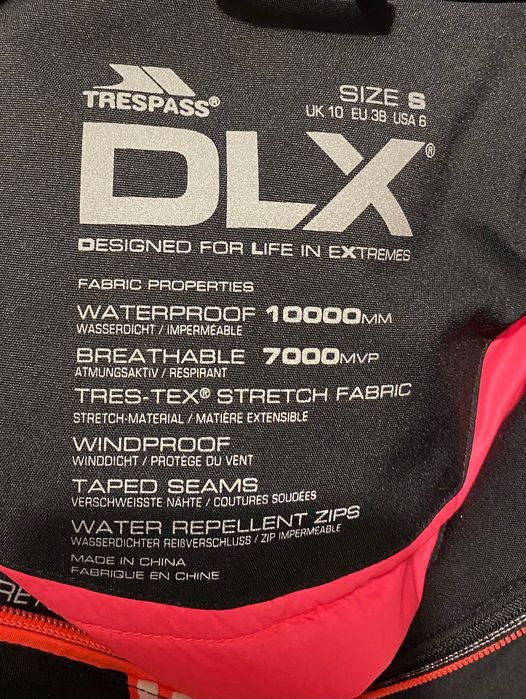 TRESPASS®
SIZE S
UK 10 EU 38 USA 6
DLX®
DESIGNED FOR LIFE IN EXTREMES
FABRIC PROPERTIES
WATERPROOF 10000MM
WASSERDICHT / IMPERMÉABLE
BREATHABLE 7000MVP
ATMUNGSAKTIV / RESPIRANT
TRES-TEX® STRETCH FABRIC
STRETCH-MATERIAL / MATIÈRE EXTENSIBLE
WINDPROOF
WINDDICHT / PROTÈGE DU VENT
TAPED SEAMS
VERSCHWEISSTE NÄHTE / COUTURES SOUDÉES
WATER REPELLENT ZIPS
WASSERDICHTER REIßVERSCHLUSS / ZIP IMPERMEABLE
MADE IN CHINA
FABRIQUE EN CHINE